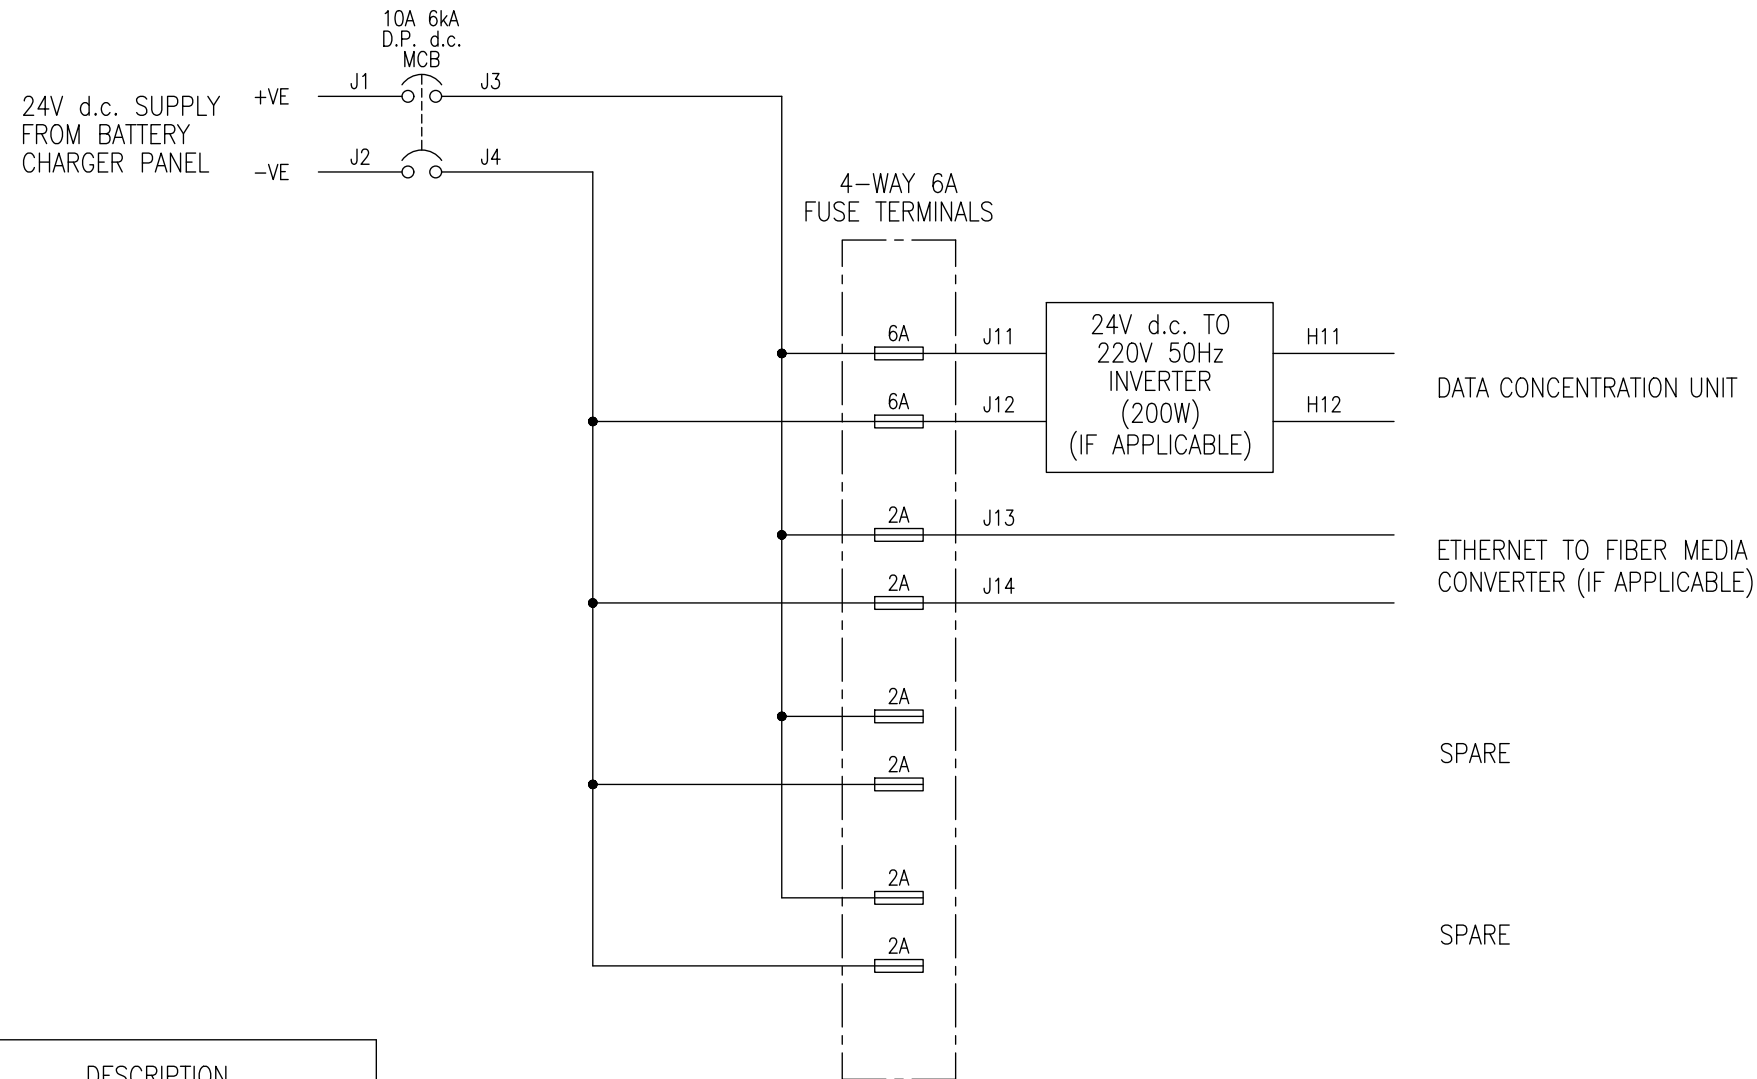 10A 6kA
D.P. d.c.
MCB
J1
J3
+VE
24V d.c. SUPPLY
FROM BATTERY
CHARGER PANEL
J2
J4
-VE
4-WAY 6A
FUSE TERMINALS
6A
J11
24V d.c. TO
220V 50Hz
INVERTER
(200W)
(IF APPLICABLE)
H11
6A
J12
H12
DATA CONCENTRATION UNIT
2A
J13
2A
J14
ETHERNET TO FIBER MEDIA
CONVERTER (IF APPLICABLE)
2A
2A
SPARE
2A
2A
SPARE
DESCRIPTION